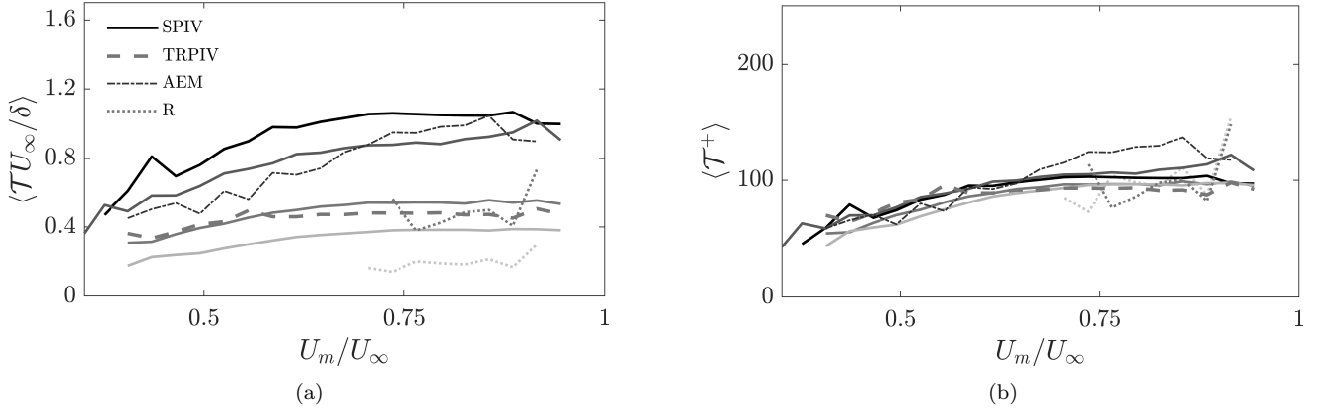 1.6
1.2
0.8
0.4
0
⟨𝒯U∞/δ⟩
SPIV
TRPIV
AEM
R
0.5
0.75
1
Um/U∞
(a)
200
100
0
⟨𝒯+⟩
0.5
0.75
1
Um/U∞
(b)